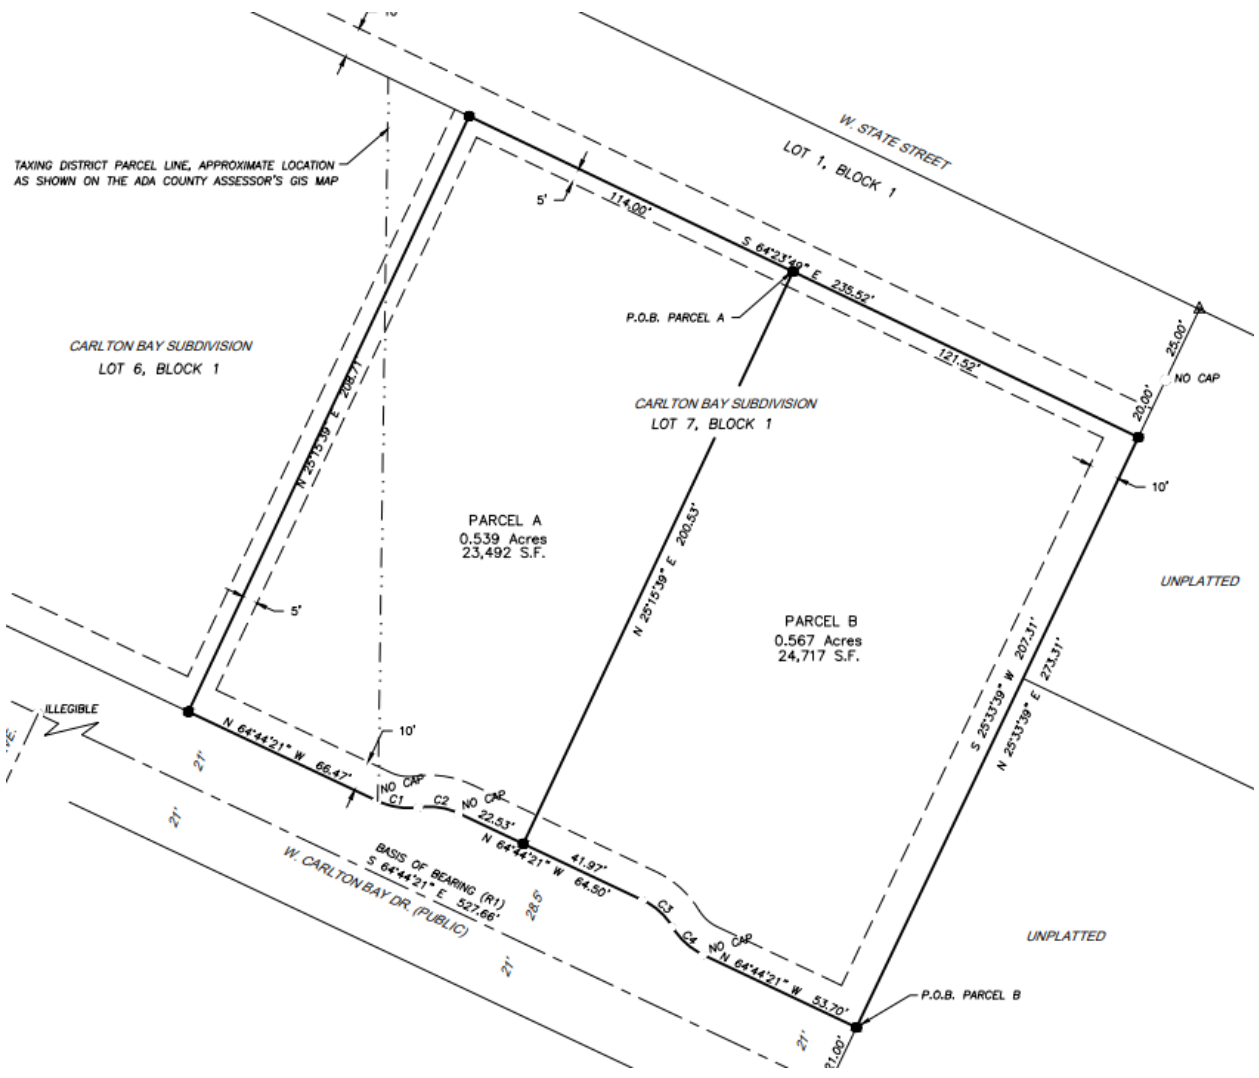 10'
W. STATE STREET
LOT 1, BLOCK 1
TAXING DISTRICT PARCEL LINE, APPROXIMATE LOCATION
AS SHOWN ON THE ADA COUNTY ASSESSOR'S GIS MAP
5'
114.00'
S 64°23'49" E 235.52'
P.O.B. PARCEL A
121.52'
25.00'
NO CAP
20.00'
CARLTON BAY SUBDIVISION
LOT 6, BLOCK 1
N 25°15'39" E 208.71'
CARLTON BAY SUBDIVISION
LOT 7, BLOCK 1
10'
PARCEL A
0.539 Acres
23,492 S.F.
N 25°15'39" E 200.53'
UNPLATTED
5'
PARCEL B
0.567 Acres
24,717 S.F.
S 25°33'39" W 207.31'
N 25°33'39" E 273.31'
ILLEGIBLE
VE.
21'
21'
N 64°44'21" W 66.47'
10'
NO CAP
C1
C2
NO CAP
22.53'
N 64°44'21" W 64.50'
41.97'
C3
C4
NO CAP
N 64°44'21" W 53.70'
BASIS OF BEARING (R1)
S 64°44'21" E 527.66'
W. CARLTON BAY DR. (PUBLIC)
28.5'
21'
UNPLATTED
P.O.B. PARCEL B
21'
21.00'